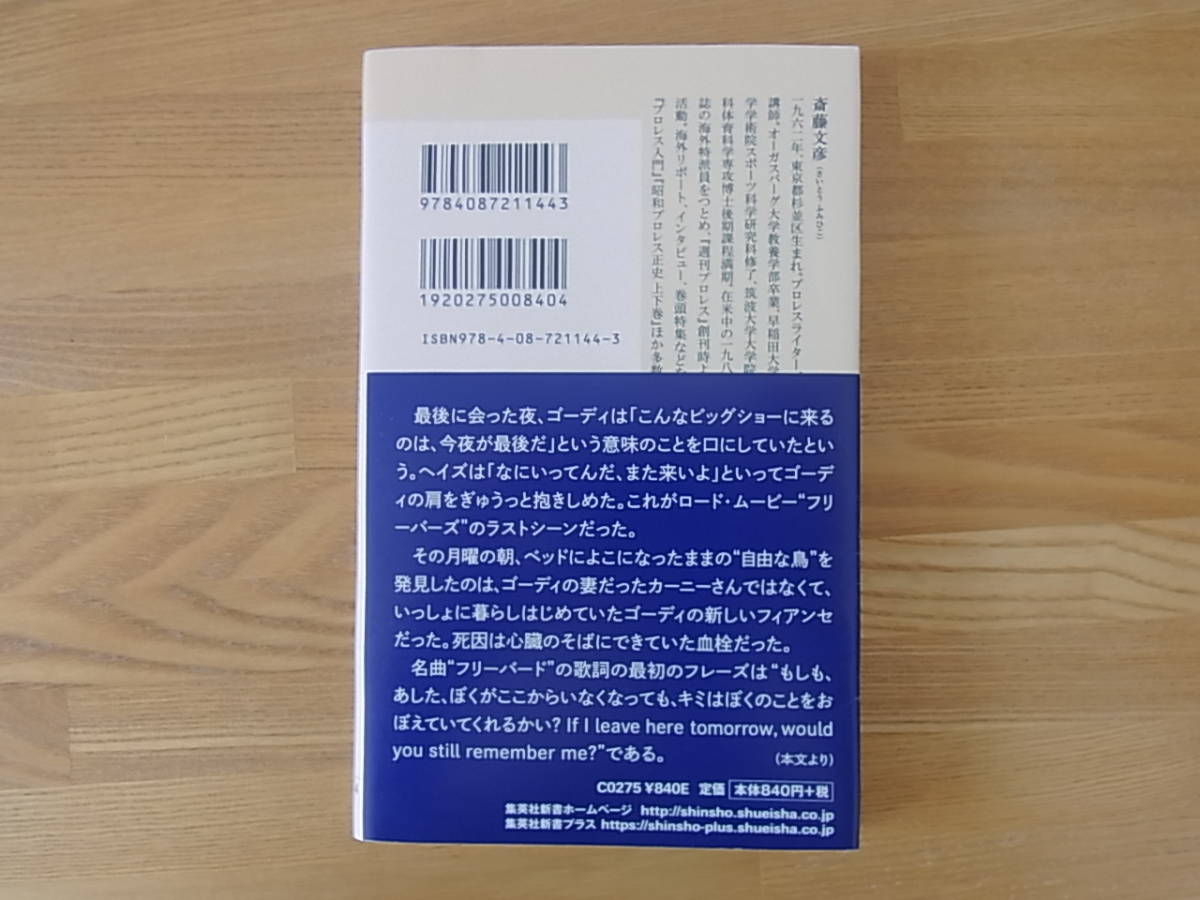 斎藤文彦(さいとう・ふみひこ)
一九六二年、東京都杉並区生まれ。プロレスライター、
講師。オーガスバーグ大学教養学部卒業、早稲田大学
学学術院スポーツ科学研究科修了、筑波大学大学院
科体育科学専攻博士後期課程満期。在米中の一九八
誌の海外特派員をつとめ、『週刊プロレス』創刊時よ
活動。海外リポート、インタビュー、巻頭特集など
『プロレス入門』『昭和プロレス正史 上下巻』ほか多数
9784087211443
1920275008404
ISBN978-4-08-721144-3
最後に会った夜、ゴーディは「こんなビッグショーに来る
のは、今夜が最後だ」という意味のことを口にしていたとい
う。ヘイズは「なにいってんだ、また来いよ」といってゴーデ
ィの肩をぎゅうっと抱きしめた。これがロード・ムービー“フリ
ーバーズ”のラストシーンだった。
その月曜の朝、ベッドによこになったままの“自由な鳥”を
発見したのは、ゴーディの妻だったカーニーさんではなくて、
いっしょに暮らしはじめていたゴーディの新しいフィアンセ
だった。死因は心臓のそばにできていた血栓だった。
名曲“フリーバード”の歌詞の最初のフレーズは“もしも、
あした、ぼくがここからいなくなっても、キミはぼくのことをお
ぼえていてくれるかい? If I leave here tomorrow, would
you still remember me?”である。
(本文より)
C0275 ¥840E 定価 本体840円+税
集英社新書ホームページ http://shinsho.shueisha.co.jp
集英社新書プラス https://shinsho-plus.shueisha.co.jp